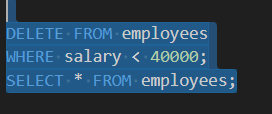 DELETE FROM employees
WHERE salary < 40000;
SELECT * FROM employees;